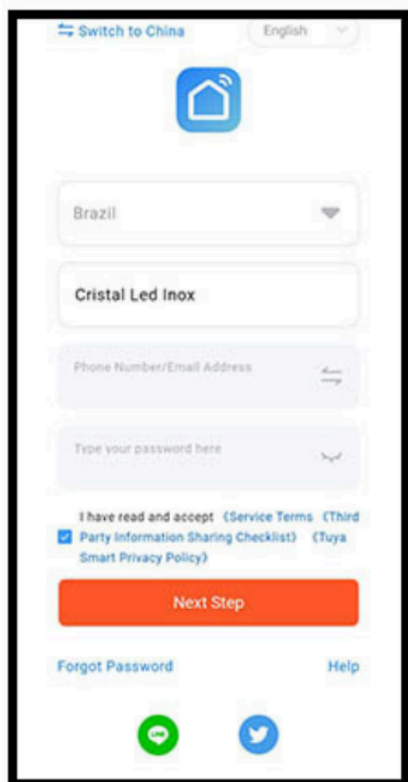 Switch to China
English
Brazil
Cristal Led Inox
Phone Number/Email Address
Type your password here
I have read and accept 《Service Terms 《Third
Party Information Sharing Checklist》 《Tuya
Smart Privacy Policy》
Next Step
Forgot Password
Help
LINE